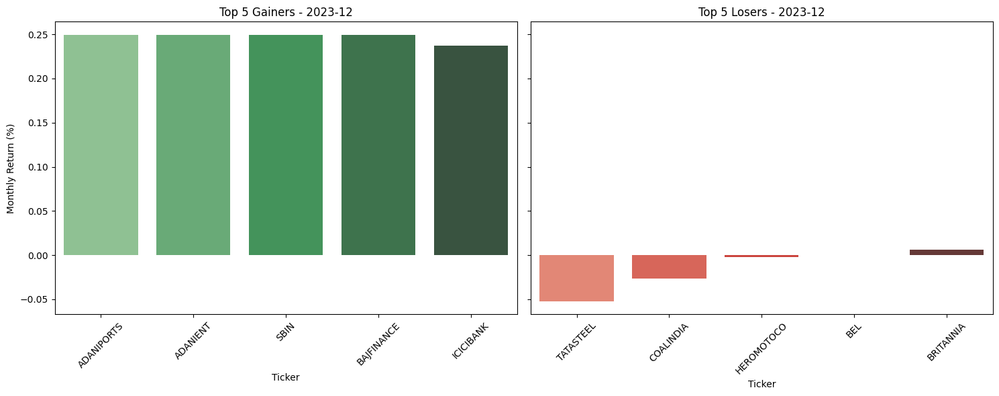 Top 5 Gainers - 2023-12
Monthly Return (%)
0.25
0.20
0.15
0.10
0.05
0.00
−0.05
ADANIPORTS
ADANIENT
SBIN
BAJFINANCE
ICICIBANK
Ticker
Top 5 Losers - 2023-12
TATASTEEL
COALINDIA
HEROMOTOCO
BEL
BRITANNIA
Ticker